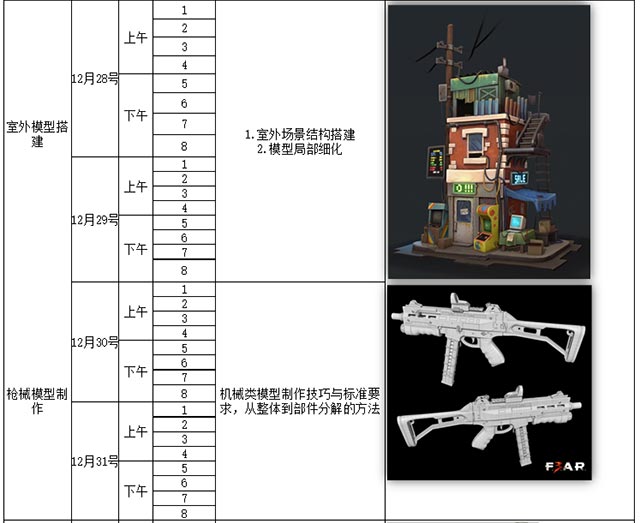 室外模型搭
建
12月28号
上午
1
2
3
4
下午
5
6
7
8
12月29号
上午
1
2
3
4
下午
5
6
7
8
1.室外场景结构搭建
2.模型局部细化
SALE
枪械模型制
作
12月30号
上午
1
2
3
4
下午
5
6
7
8
12月31号
上午
1
2
3
4
下午
5
6
7
8
机械类模型制作技巧与标准要
求，从整体到部件分解的方法
F3AR